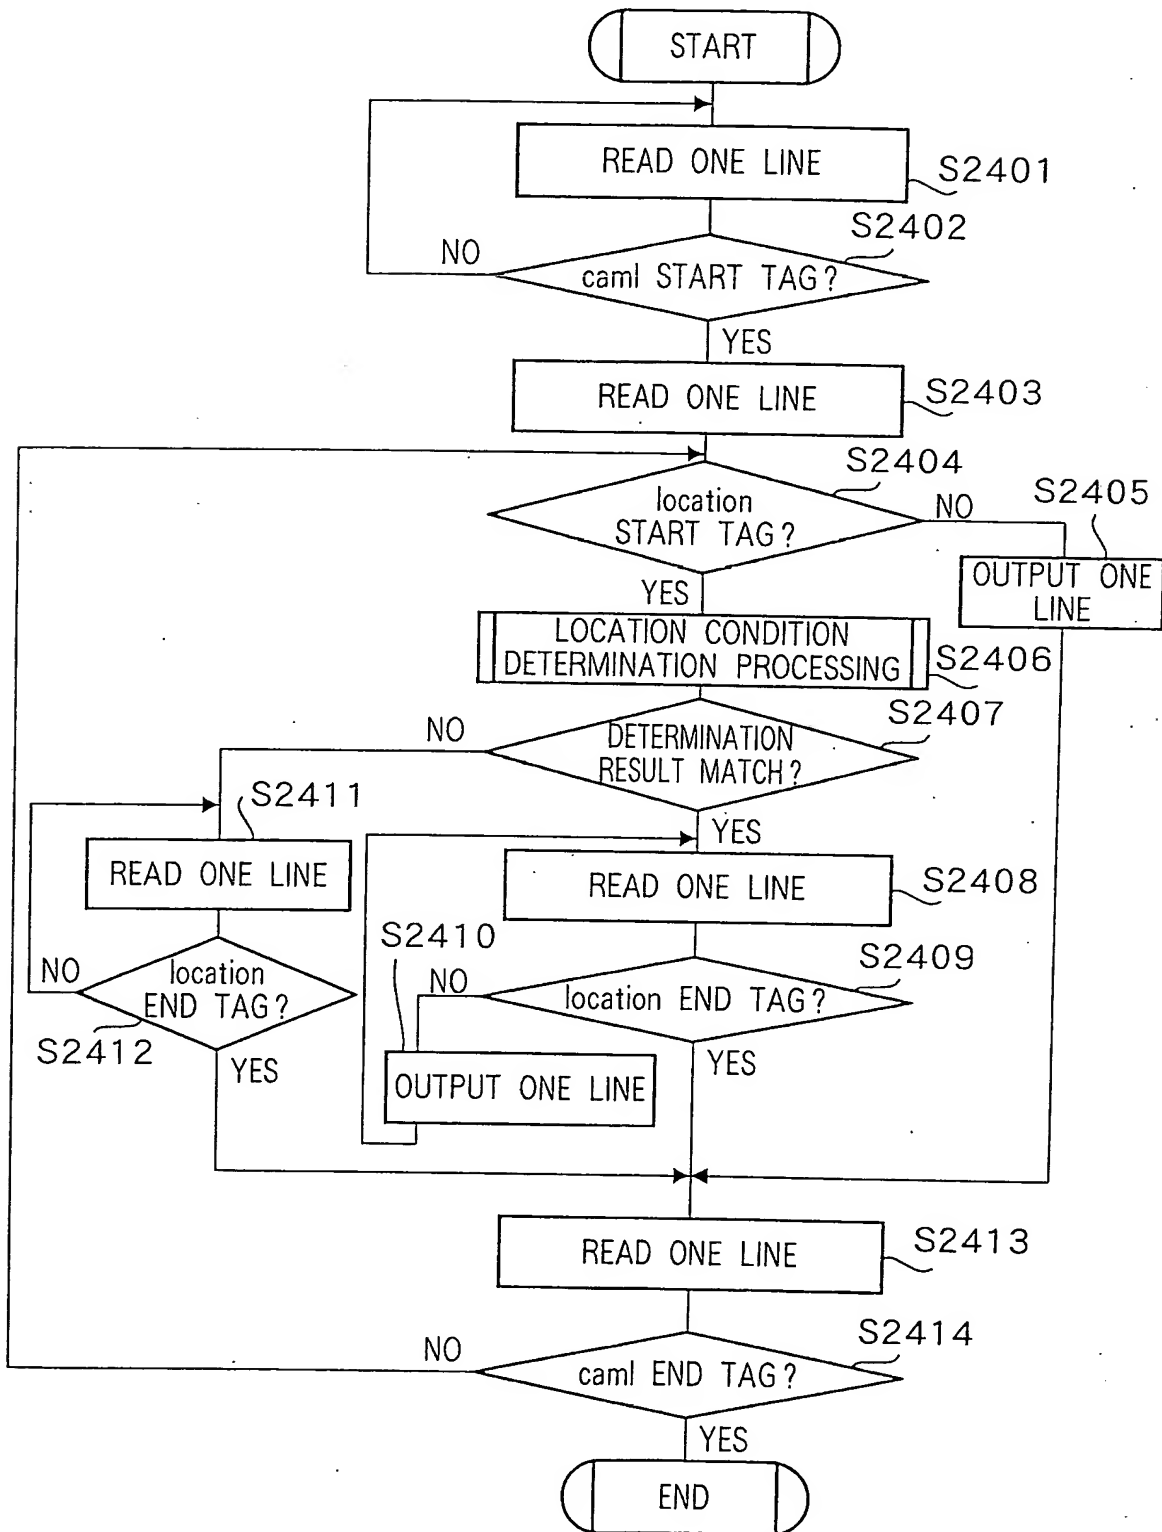 START
READ ONE LINE
S2401
S2402
NO
caml START TAG?
YES
READ ONE LINE
S2403
S2404
location
START TAG?
NO
S2405
OUTPUT ONE
LINE
YES
LOCATION CONDITION
DETERMINATION PROCESSING
S2406
S2407
NO
DETERMINATION
RESULT MATCH?
S2411
YES
READ ONE LINE
READ ONE LINE
S2408
S2410
S2409
NO
location
END TAG?
NO
location END TAG?
S2412
YES
YES
OUTPUT ONE LINE
READ ONE LINE
S2413
S2414
NO
caml END TAG?
YES
END